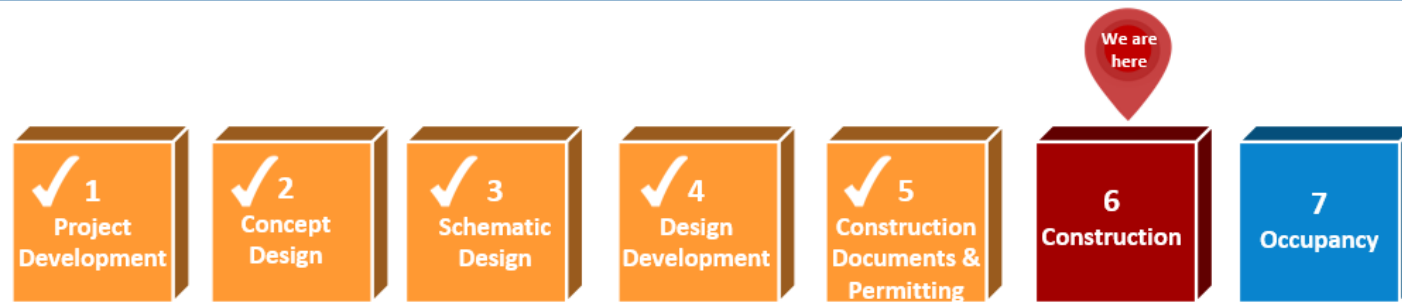 We are
here
1
Project
Development
2
Concept
Design
3
Schematic
Design
4
Design
Development
5
Construction
Documents &
Permitting
6
Construction
7
Occupancy